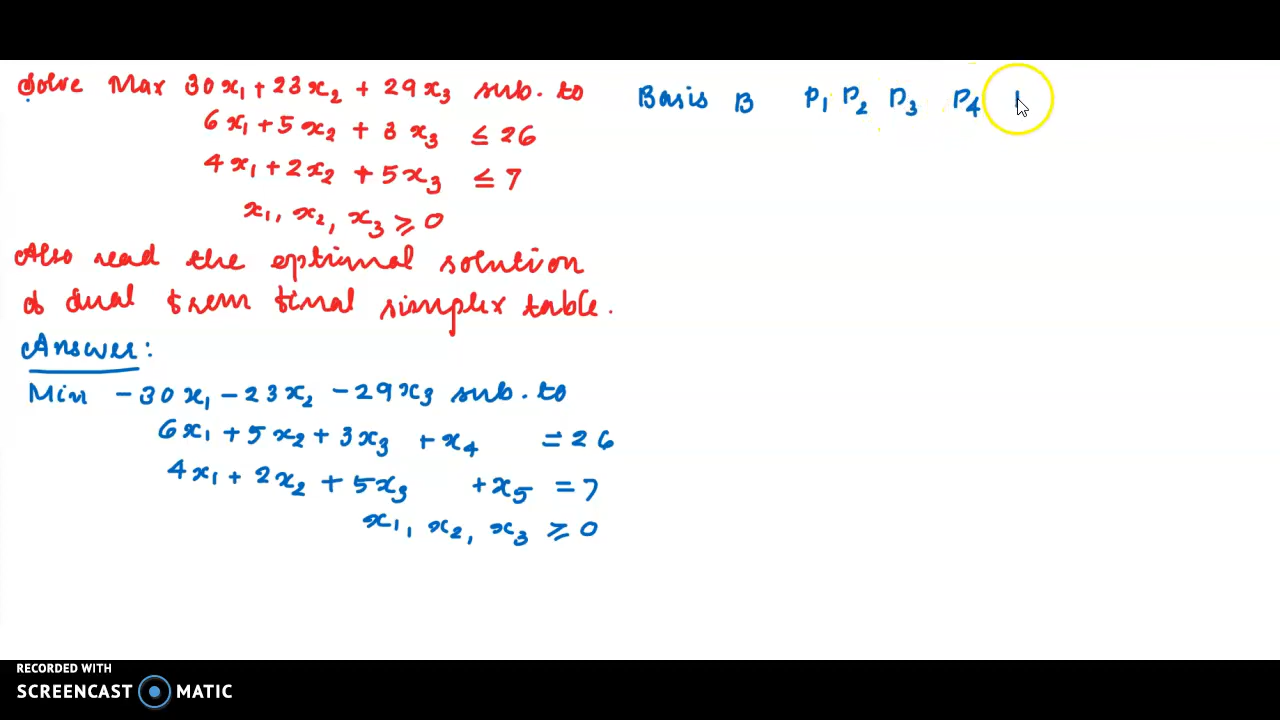 Solve Max 30x₁ + 23x₂ + 29x₃ sub. to
6x₁ + 5x₂ + 3x₃ ≤ 26
4x₁ + 2x₂ + 5x₃ ≤ 7
x₁, x₂, x₃ ≥ 0
Also read the optimal solution
of dual from final simplex table.
Answer:
Min -30x₁ - 23x₂ - 29x₃ sub. to
6x₁ + 5x₂ + 3x₃ + x₄ = 26
4x₁ + 2x₂ + 5x₃ + x₅ = 7
x₁, x₂, x₃ ≥ 0
Basis B P₁ P₂ P₃ P₄
RECORDED WITH
SCREENCAST MATIC